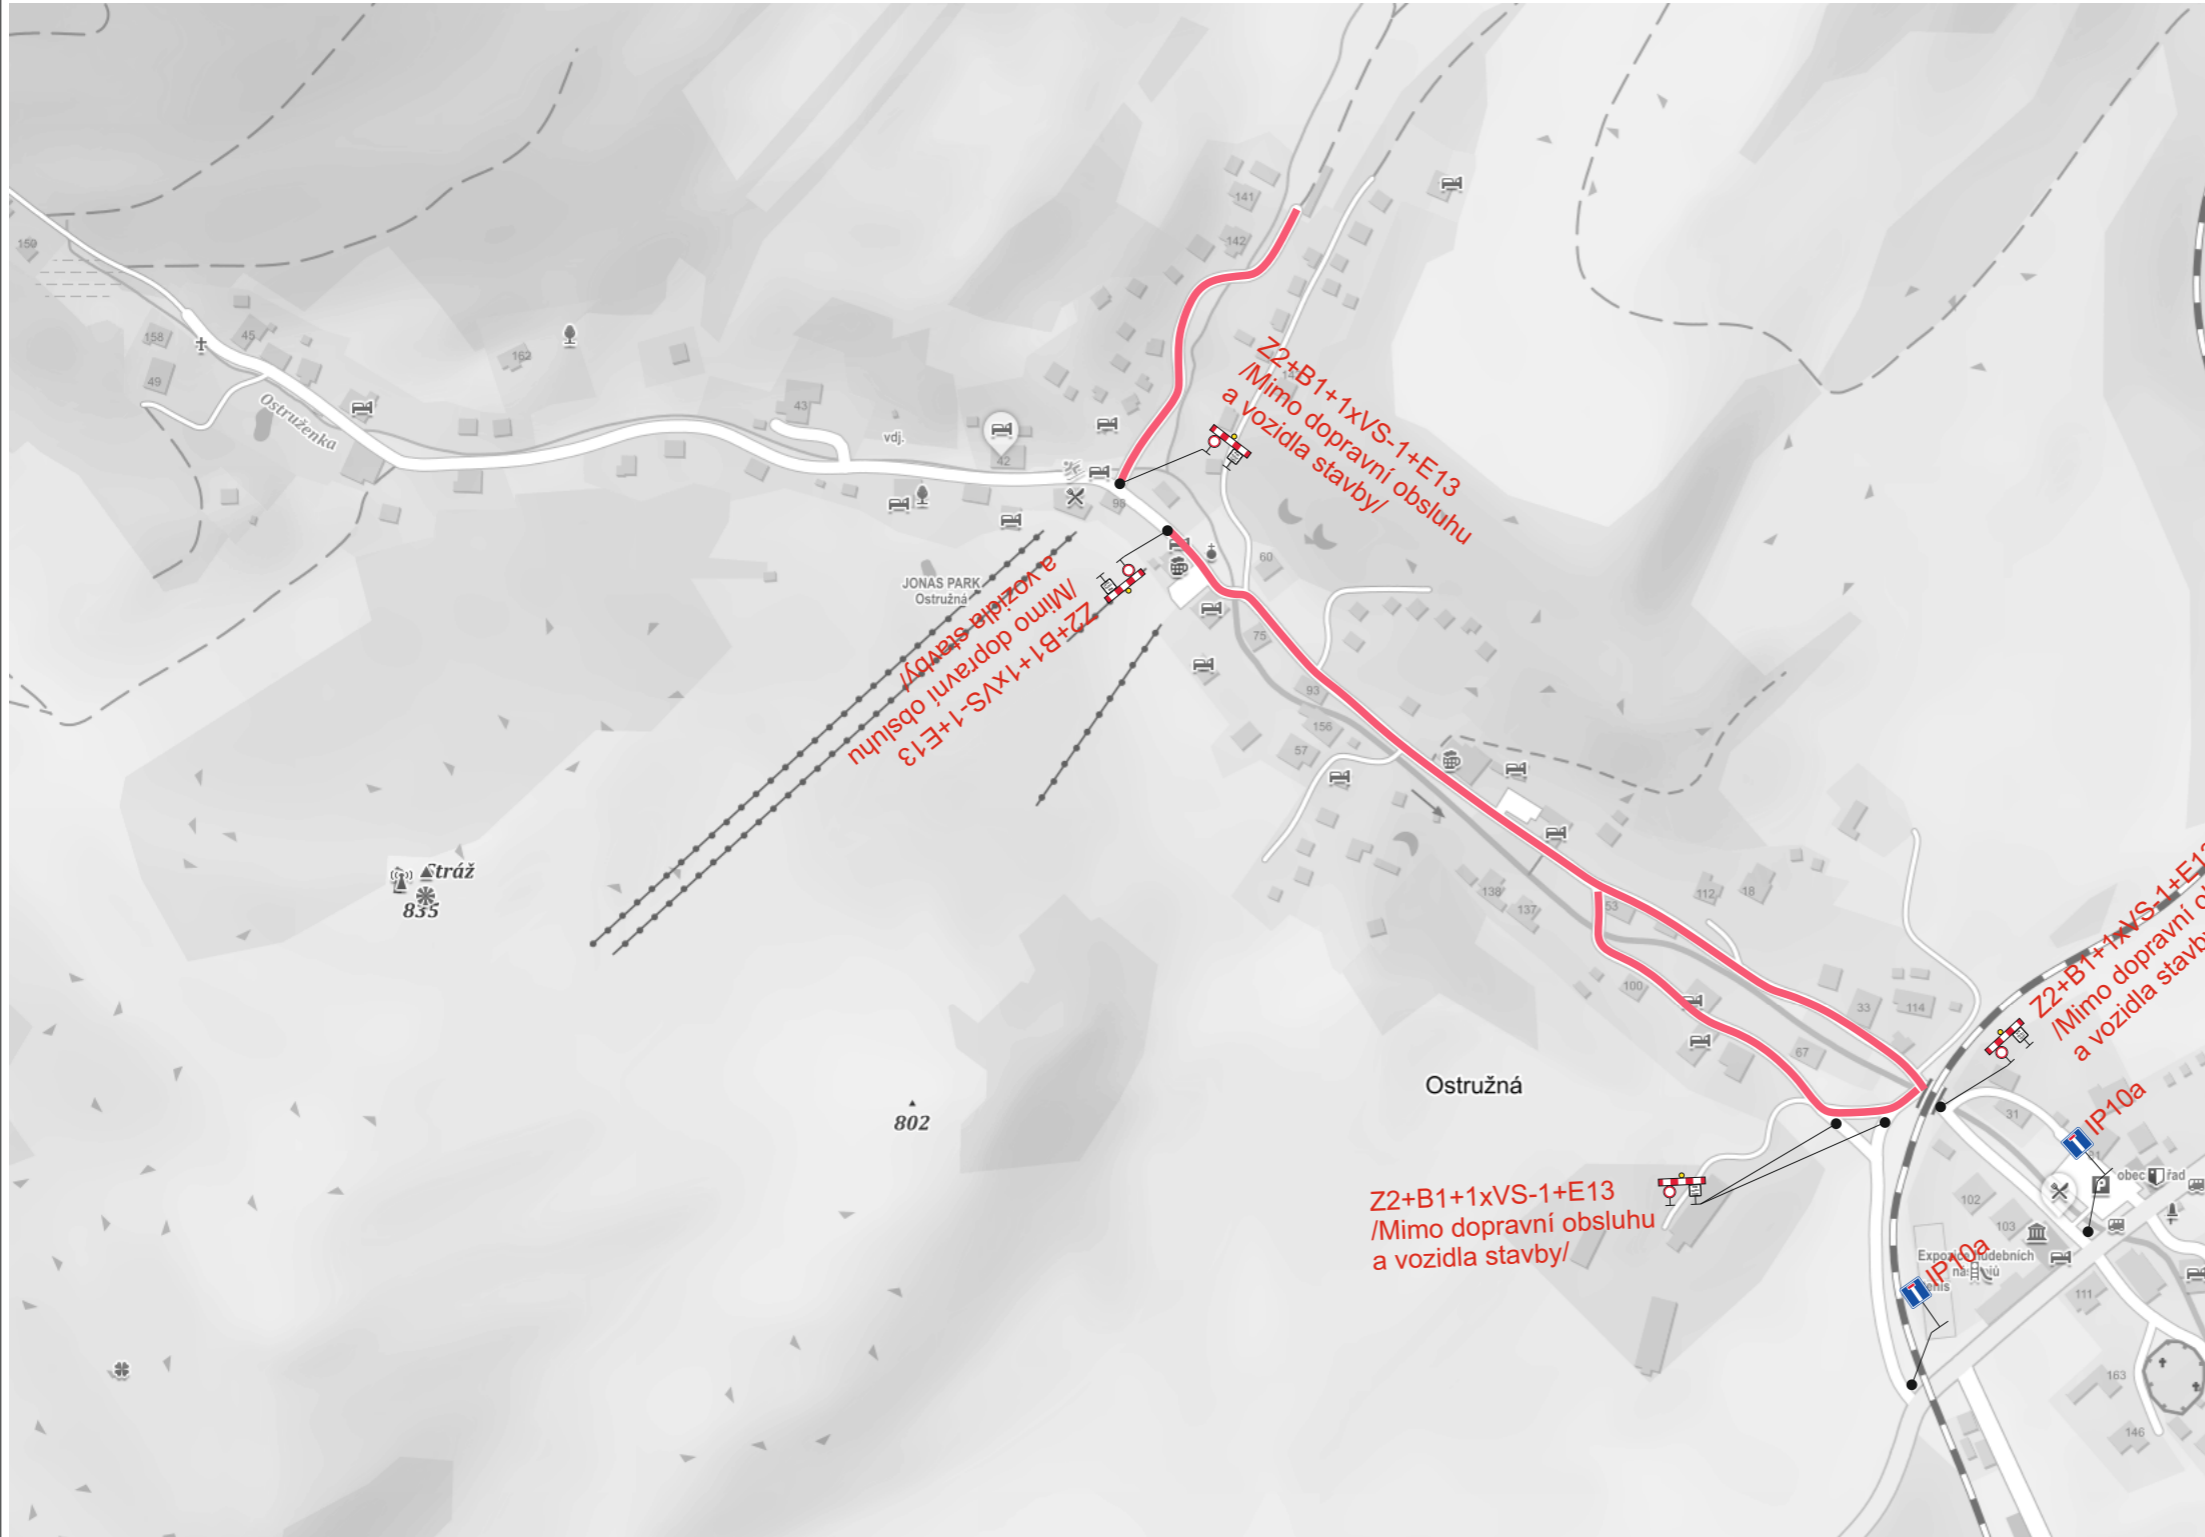 141
142
159
Z2+B1+1xVS-1+E13
/Mimo dopravní obsluhu
a vozidla stavby/
158
45
49
162
Ostruženka
43
vdj.
42
98
60
JONAS PARK
Ostružná
Z2+B1+1xVS-1+E13
/Mimo dopravní obsluhu
a vozidla stavby/
75
93
156
57
Stráž
835
138
137
53
112
18
100
33
114
67
Z2+B1+1xVS-1+E13
/Mimo dopravní
a vozidla
802
Ostružná
31
IP10a
obec
102
103
Z2+B1+1xVS-1+E13
/Mimo dopravní obsluhu
a vozidla stavby/
Expozice hudebních
IP10a
111
163
146